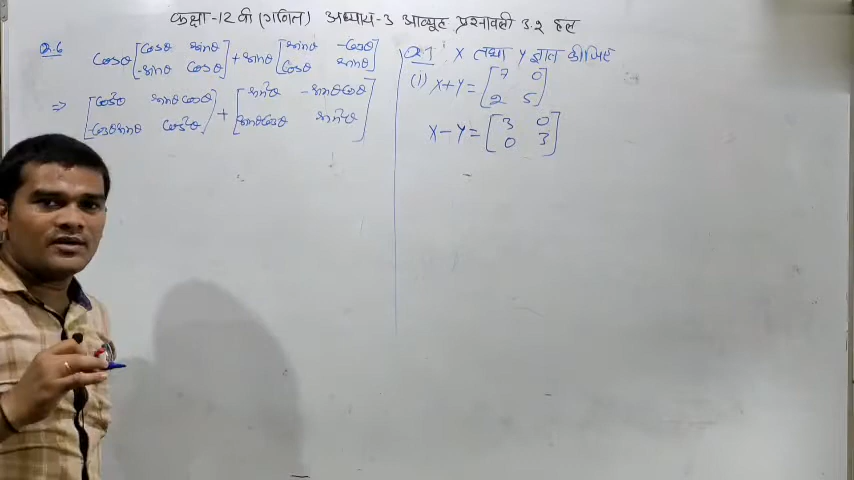 कक्षा-12 वी (गणित) अध्याय-3 आव्यूह प्रश्नावली 3.2 हल
Q.6 cosθ [cosθ sinθ
-sinθ cosθ] + sinθ [sinθ -cosθ
cosθ sinθ]
⇒ [cos²θ sinθcosθ
-cosθsinθ cos²θ] + [sin²θ -sinθcosθ
sinθcosθ sin²θ]
Q.7 X तथा Y ज्ञात कीजिए
(i) X+Y = [7 0
2 5]
X-Y = [3 0
0 3]